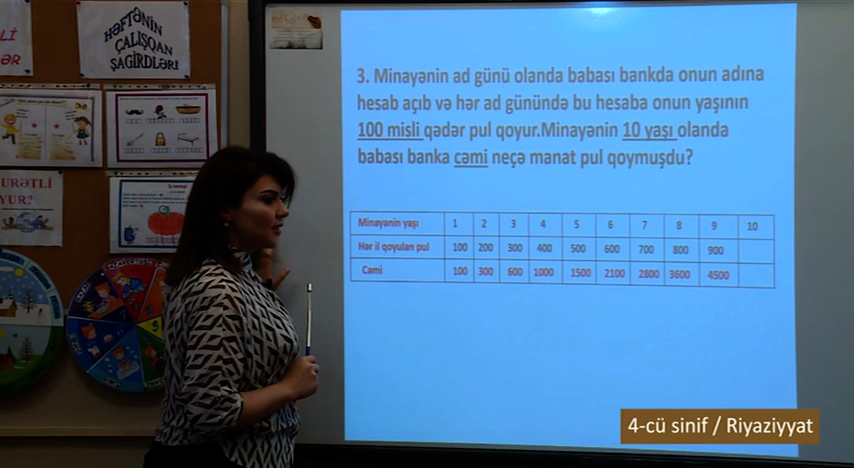 HƏFTƏNİN
ÇALIŞQAN
ŞAGİRDLƏRİ
3. Minayənin ad günü olanda babası bankda onun adına
hesab açıb və hər ad günündə bu hesaba onun yaşının
100 misli qədər pul qoyur.Minayənin 10 yaşı olanda
babası banka cəmi neçə manat pul qoymuşdu?
Minayənin yaşı 1 2 3 4 5 6 7 8 9 10
Hər il qoyulan pul 100 200 300 400 500 600 700 800 900
Cəmi 100 300 600 1000 1500 2100 2800 3600 4500
4-cü sinif / Riyaziyyat